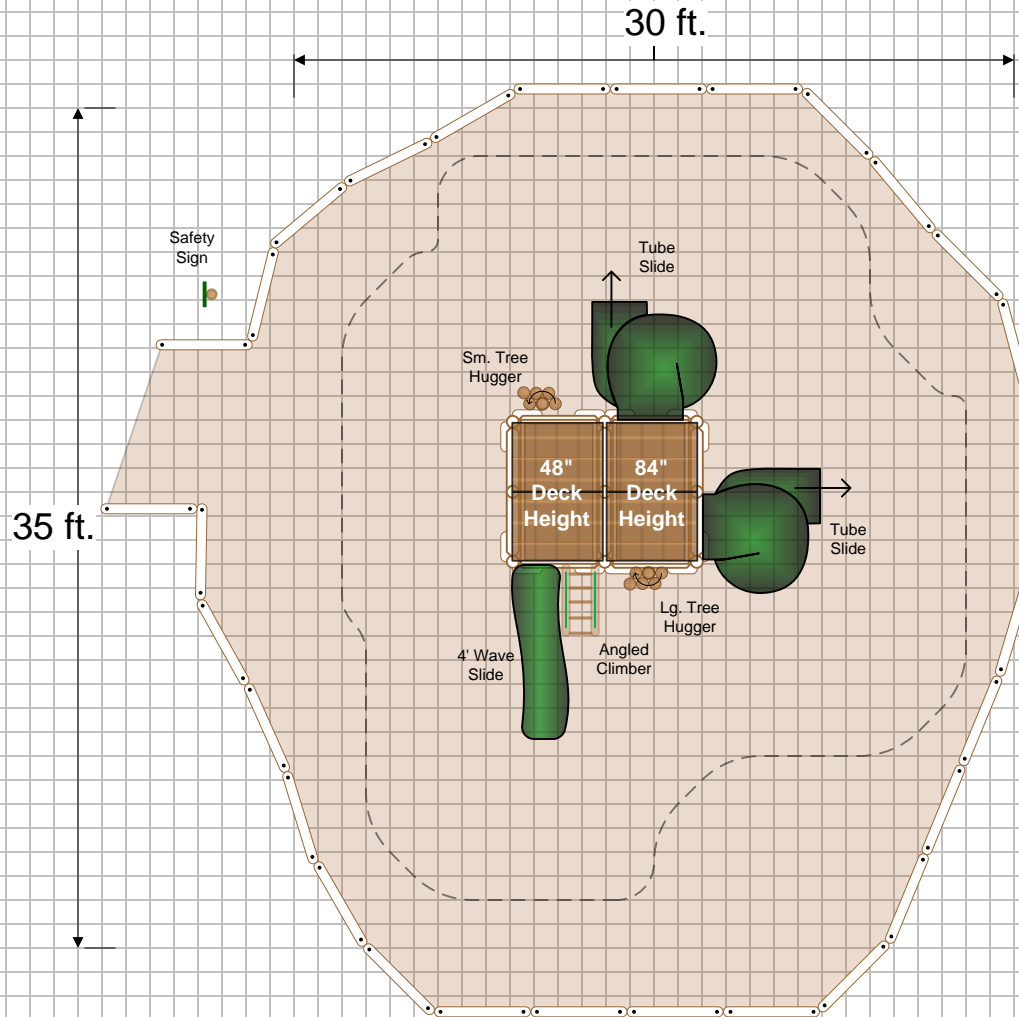 30 ft.
Safety
Sign
Tube
Slide
Sm. Tree
Hugger
48"
Deck
Height
84"
Deck
Height
35 ft.
Tube
Slide
Lg. Tree
Hugger
4' Wave
Slide
Angled
Climber